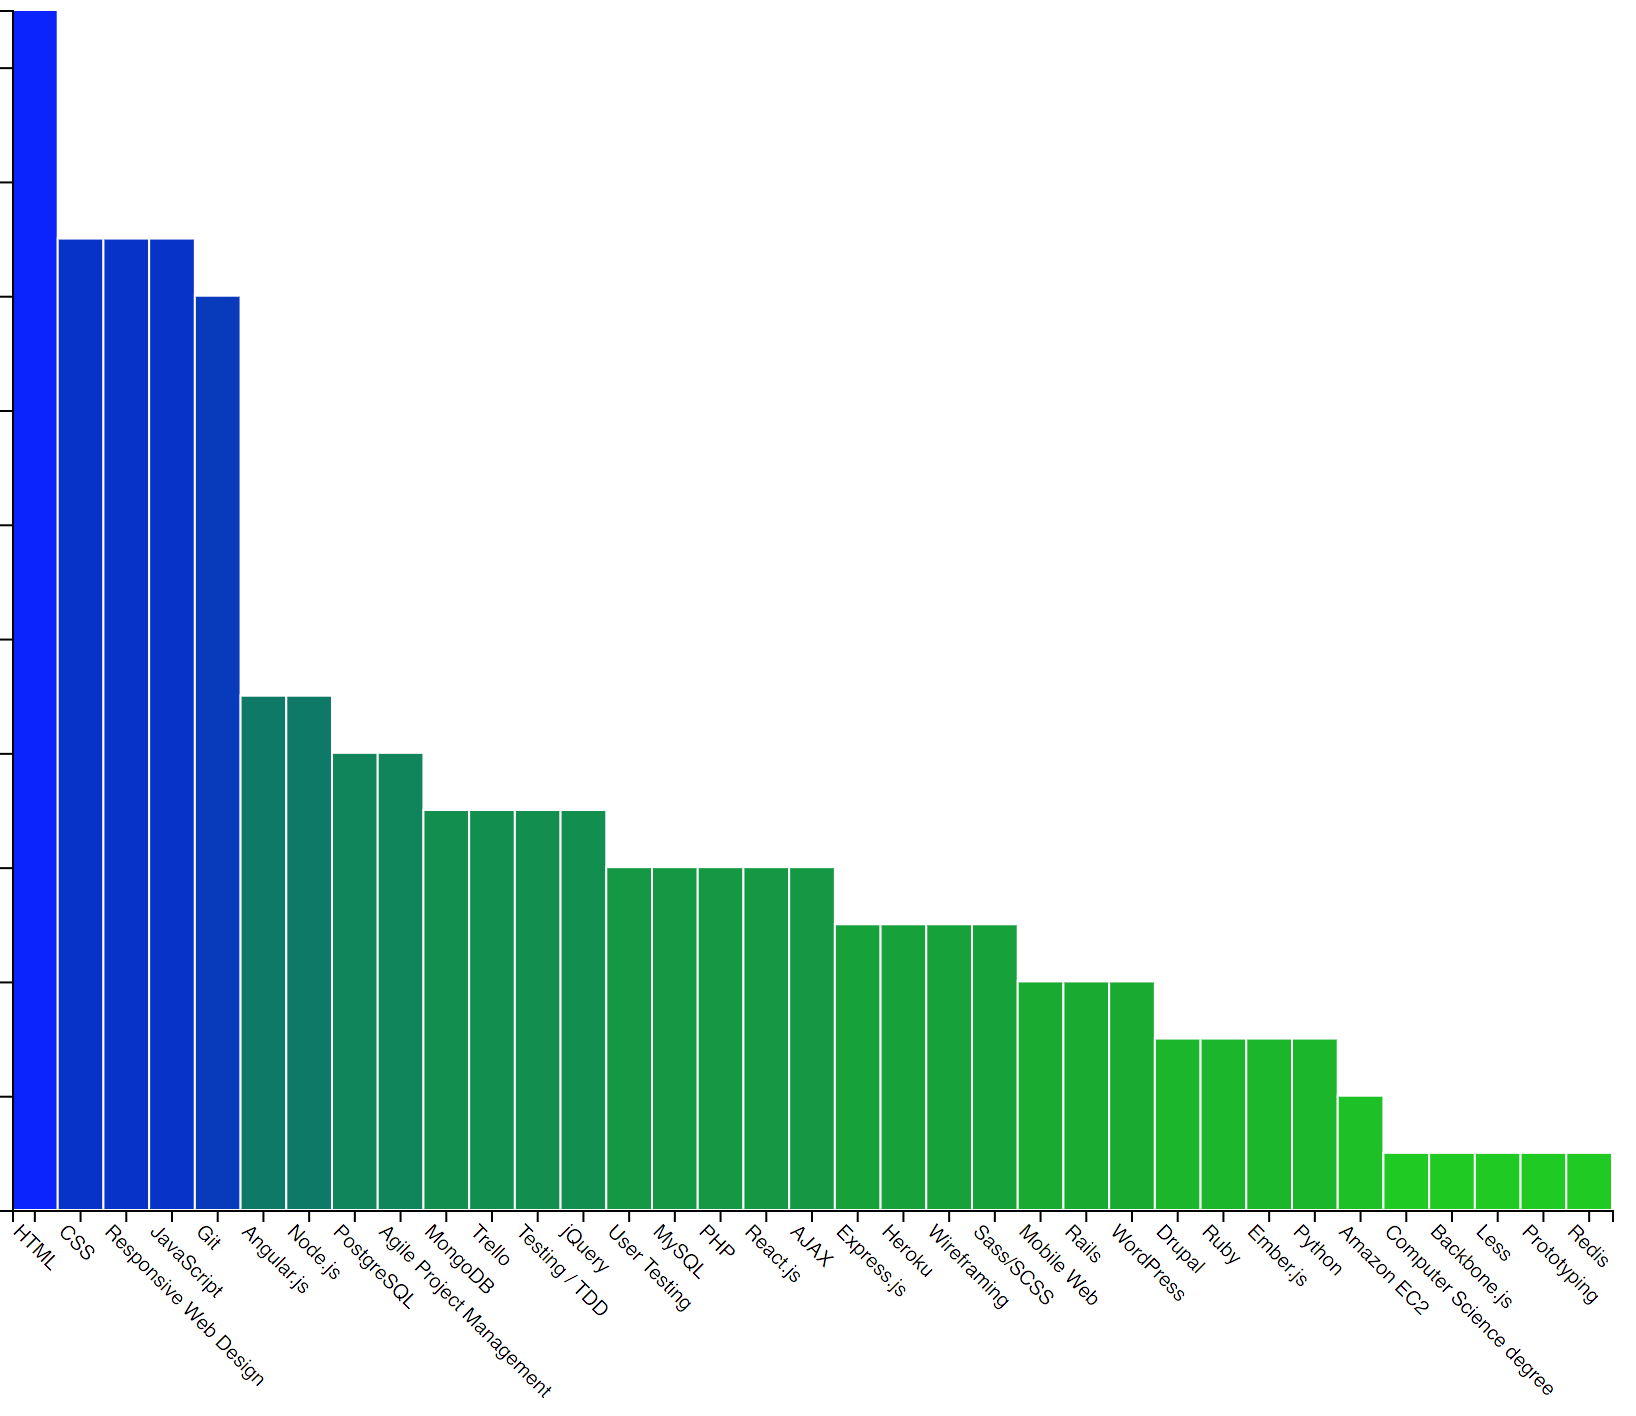 HTML
CSS
Responsive Web Design
JavaScript
Git
Angular.js
Node.js
PostgreSQL
Agile Project Management
MongoDB
Trello
Testing / TDD
jQuery
User Testing
MySQL
PHP
React.js
AJAX
Express.js
Heroku
Wireframing
Sass/SCSS
Mobile Web
Rails
WordPress
Drupal
Ruby
Ember.js
Python
Amazon EC2
Computer Science degree
Backbone.js
Less
Prototyping
Redis